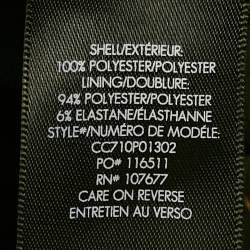 SHELL/EXTÉRIEUR:
100% POLYESTER/POLYESTER
LINING/DOUBLURE:
94% POLYESTER/POLYESTER
6% ELASTANE/ÉLASTHANNE
STYLE#/NUMÉRO DE MODÈLE:
CC710P01302
PO# 116511
RN# 107677
CARE ON REVERSE
ENTRETIEN AU VERSO